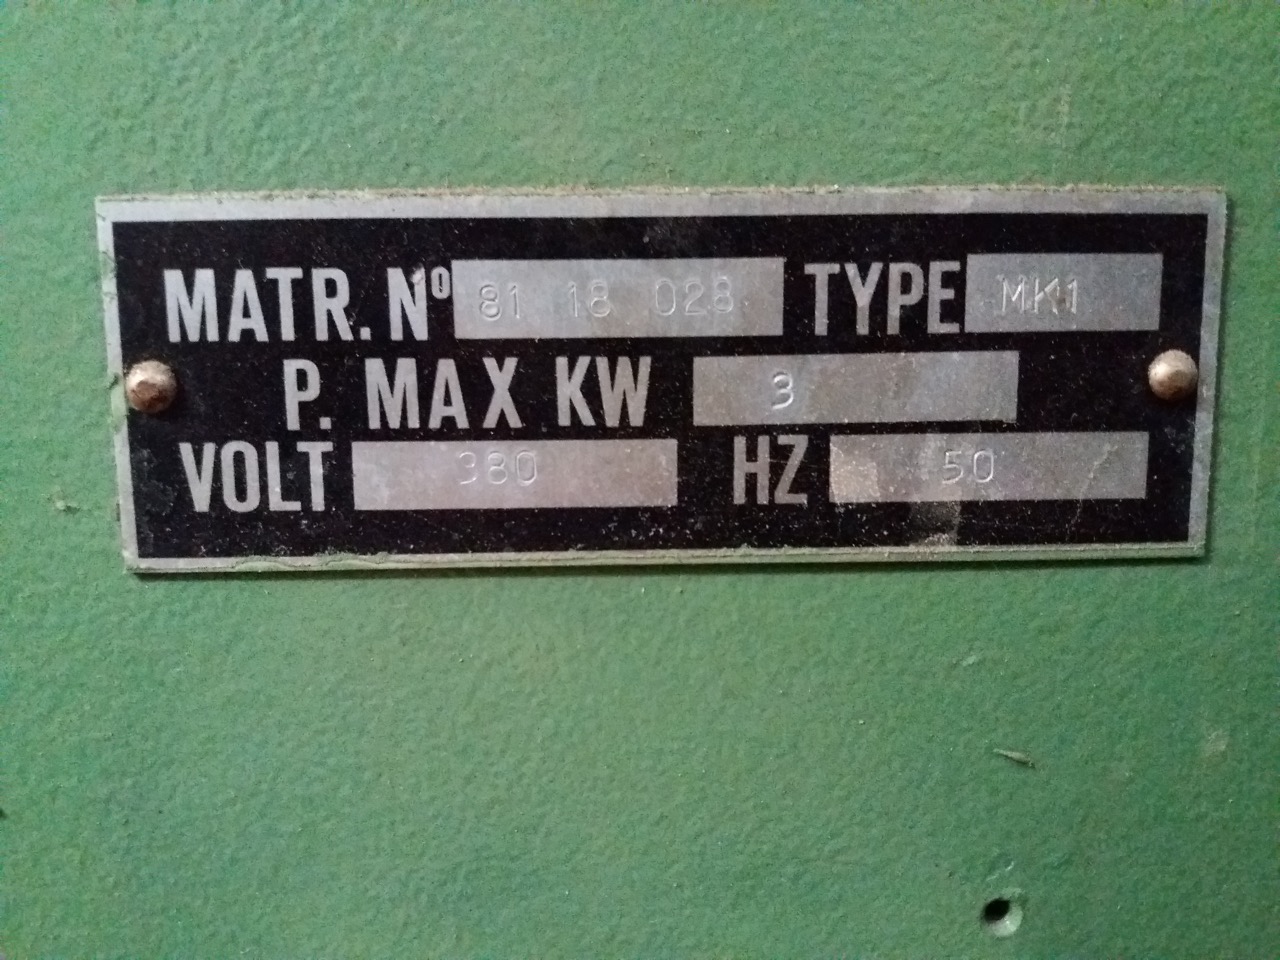 MATR. Nº 81 18 028 TYPE MK1
P. MAX KW 3
VOLT 380 HZ 50